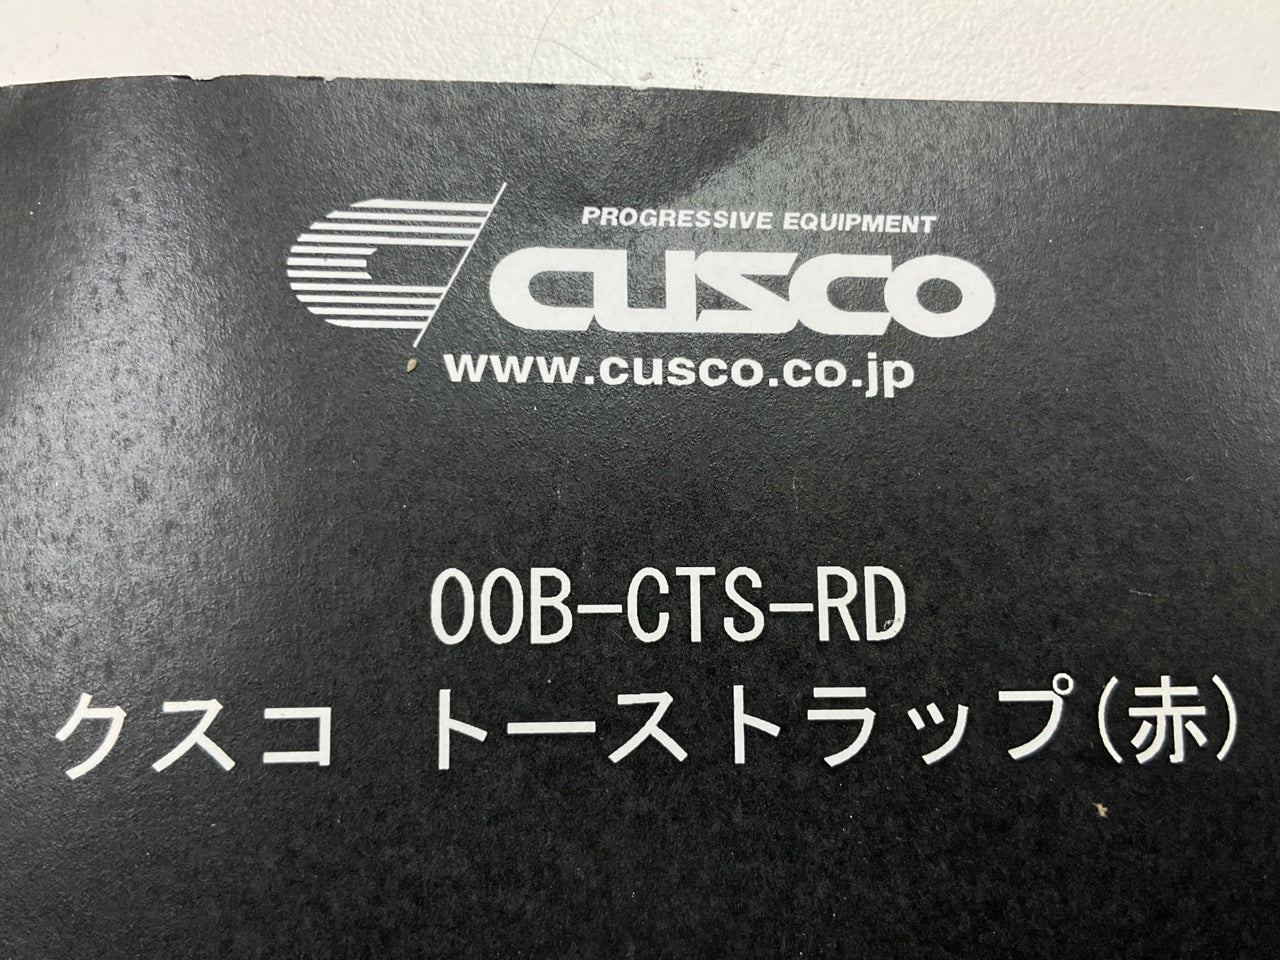 PROGRESSIVE EQUIPMENT
CUSCO
www.cusco.co.jp
00B-CTS-RD
クスコ トーストラップ(赤)